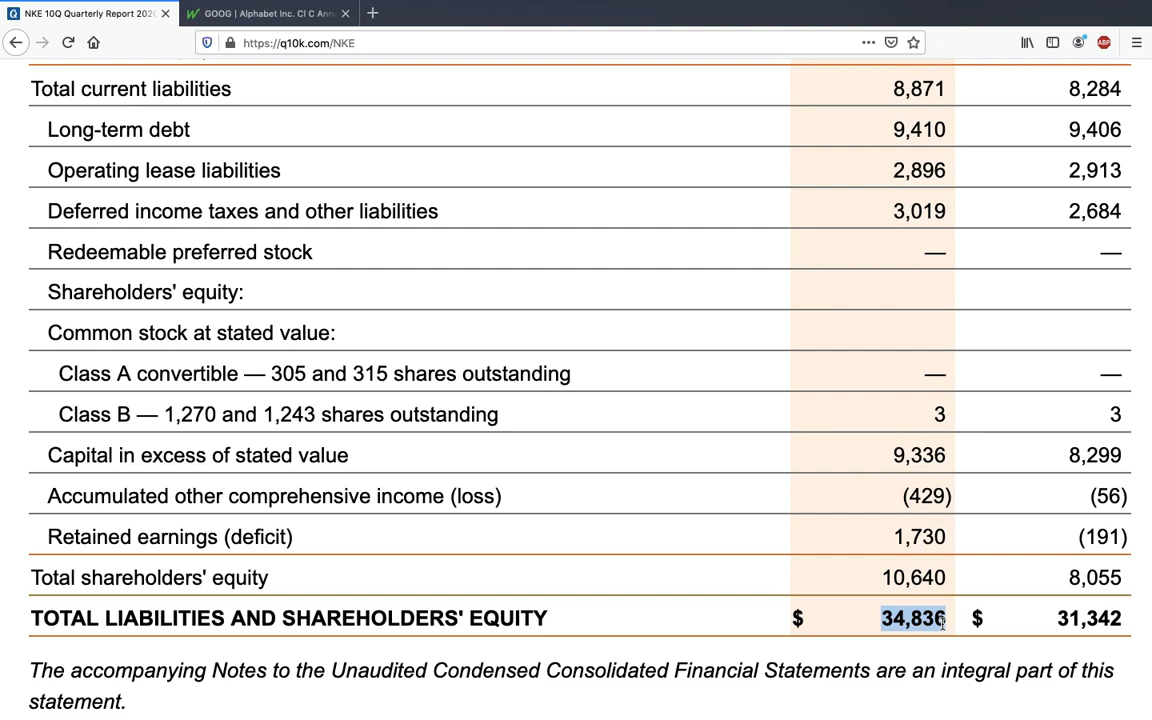 NKE 10Q Quarterly Report 202
GOOG | Alphabet Inc. Cl C Ann
https://q10k.com/NKE
ABP
Total current liabilities 8,871 8,284
Long-term debt 9,410 9,406
Operating lease liabilities 2,896 2,913
Deferred income taxes and other liabilities 3,019 2,684
Redeemable preferred stock — —
Shareholders' equity:
Common stock at stated value:
Class A convertible — 305 and 315 shares outstanding — —
Class B — 1,270 and 1,243 shares outstanding 3 3
Capital in excess of stated value 9,336 8,299
Accumulated other comprehensive income (loss) (429) (56)
Retained earnings (deficit) 1,730 (191)
Total shareholders' equity 10,640 8,055
TOTAL LIABILITIES AND SHAREHOLDERS' EQUITY $ 34,836 $ 31,342
The accompanying Notes to the Unaudited Condensed Consolidated Financial Statements are an integral part of this
statement.